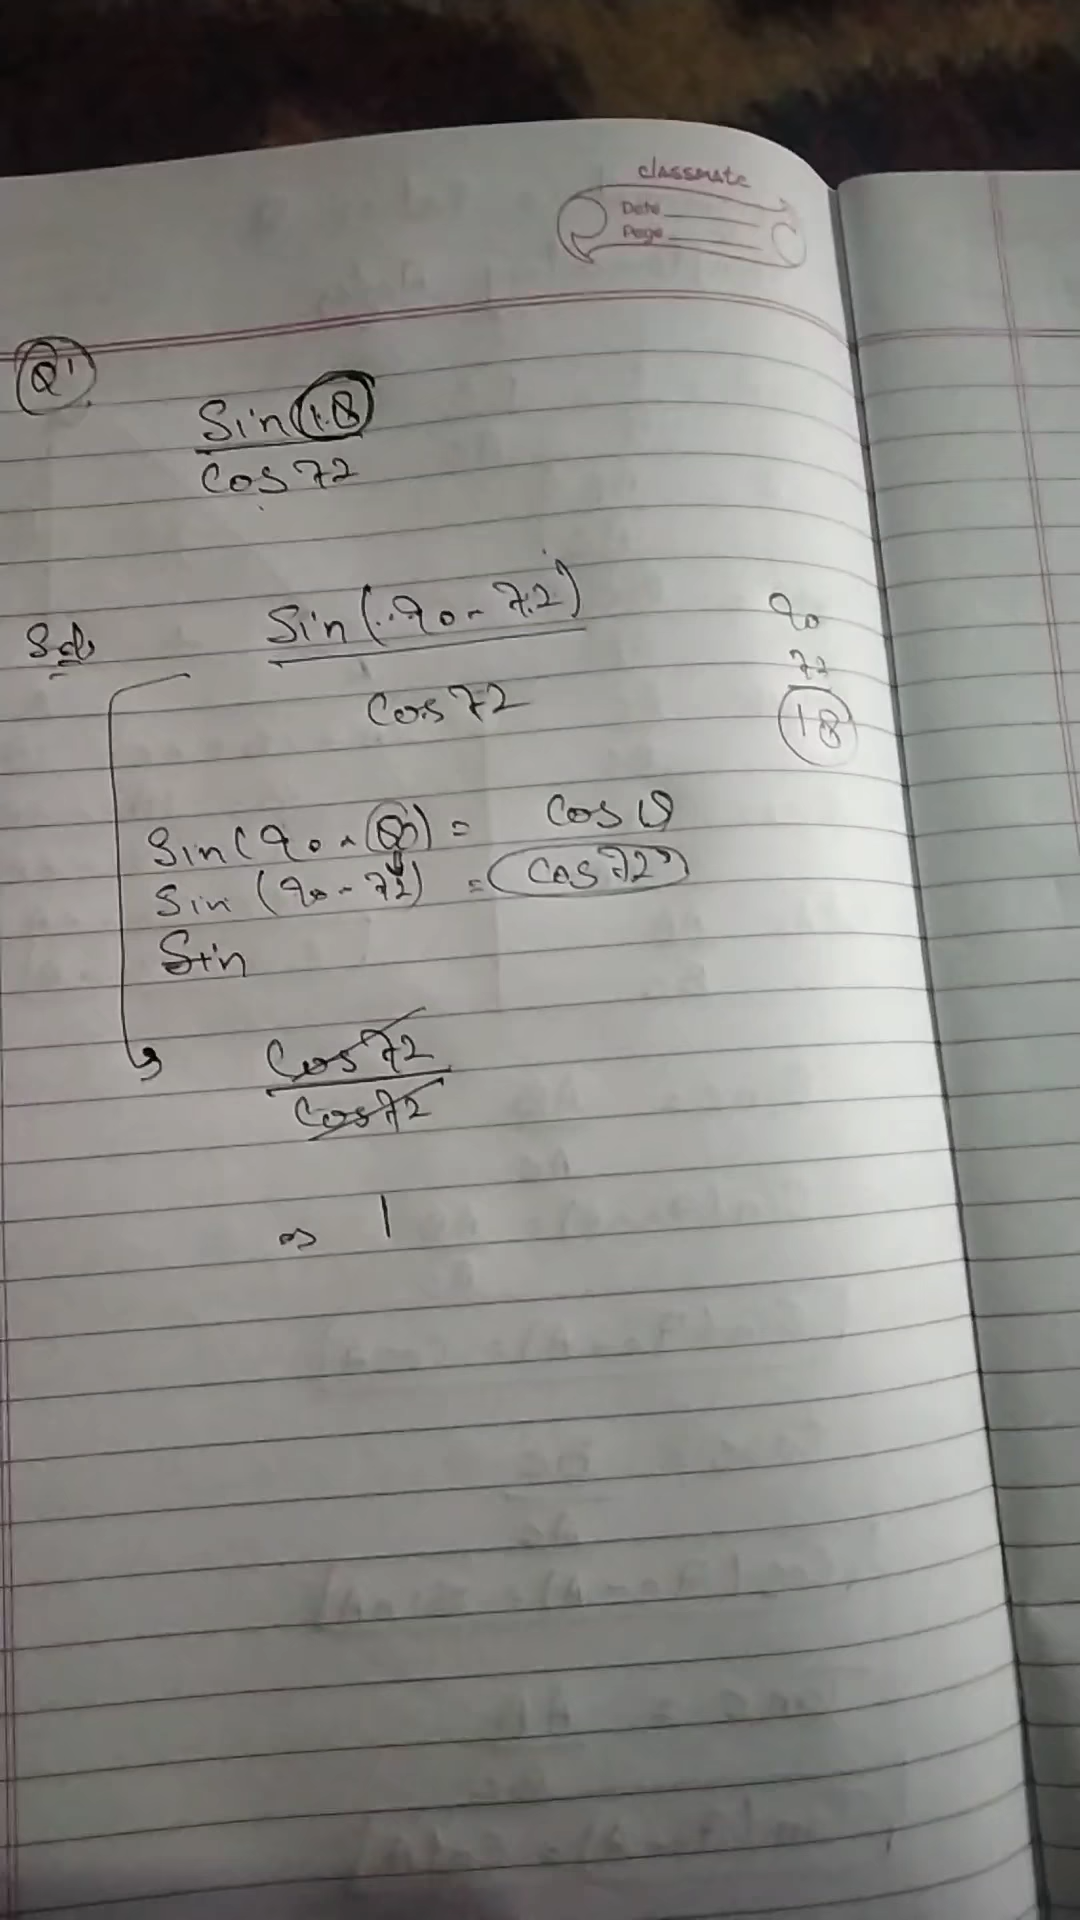 classmate
Date
Page
Q1
Sin 18
Cos 72
Sol
Sin (90 - 72)
Cos 72
90
72
18
Sin (90 - θ) = Cos θ
Sin (90 - 72) = Cos 72°
Sin
Cos 72
Cos 72
⇒ 1